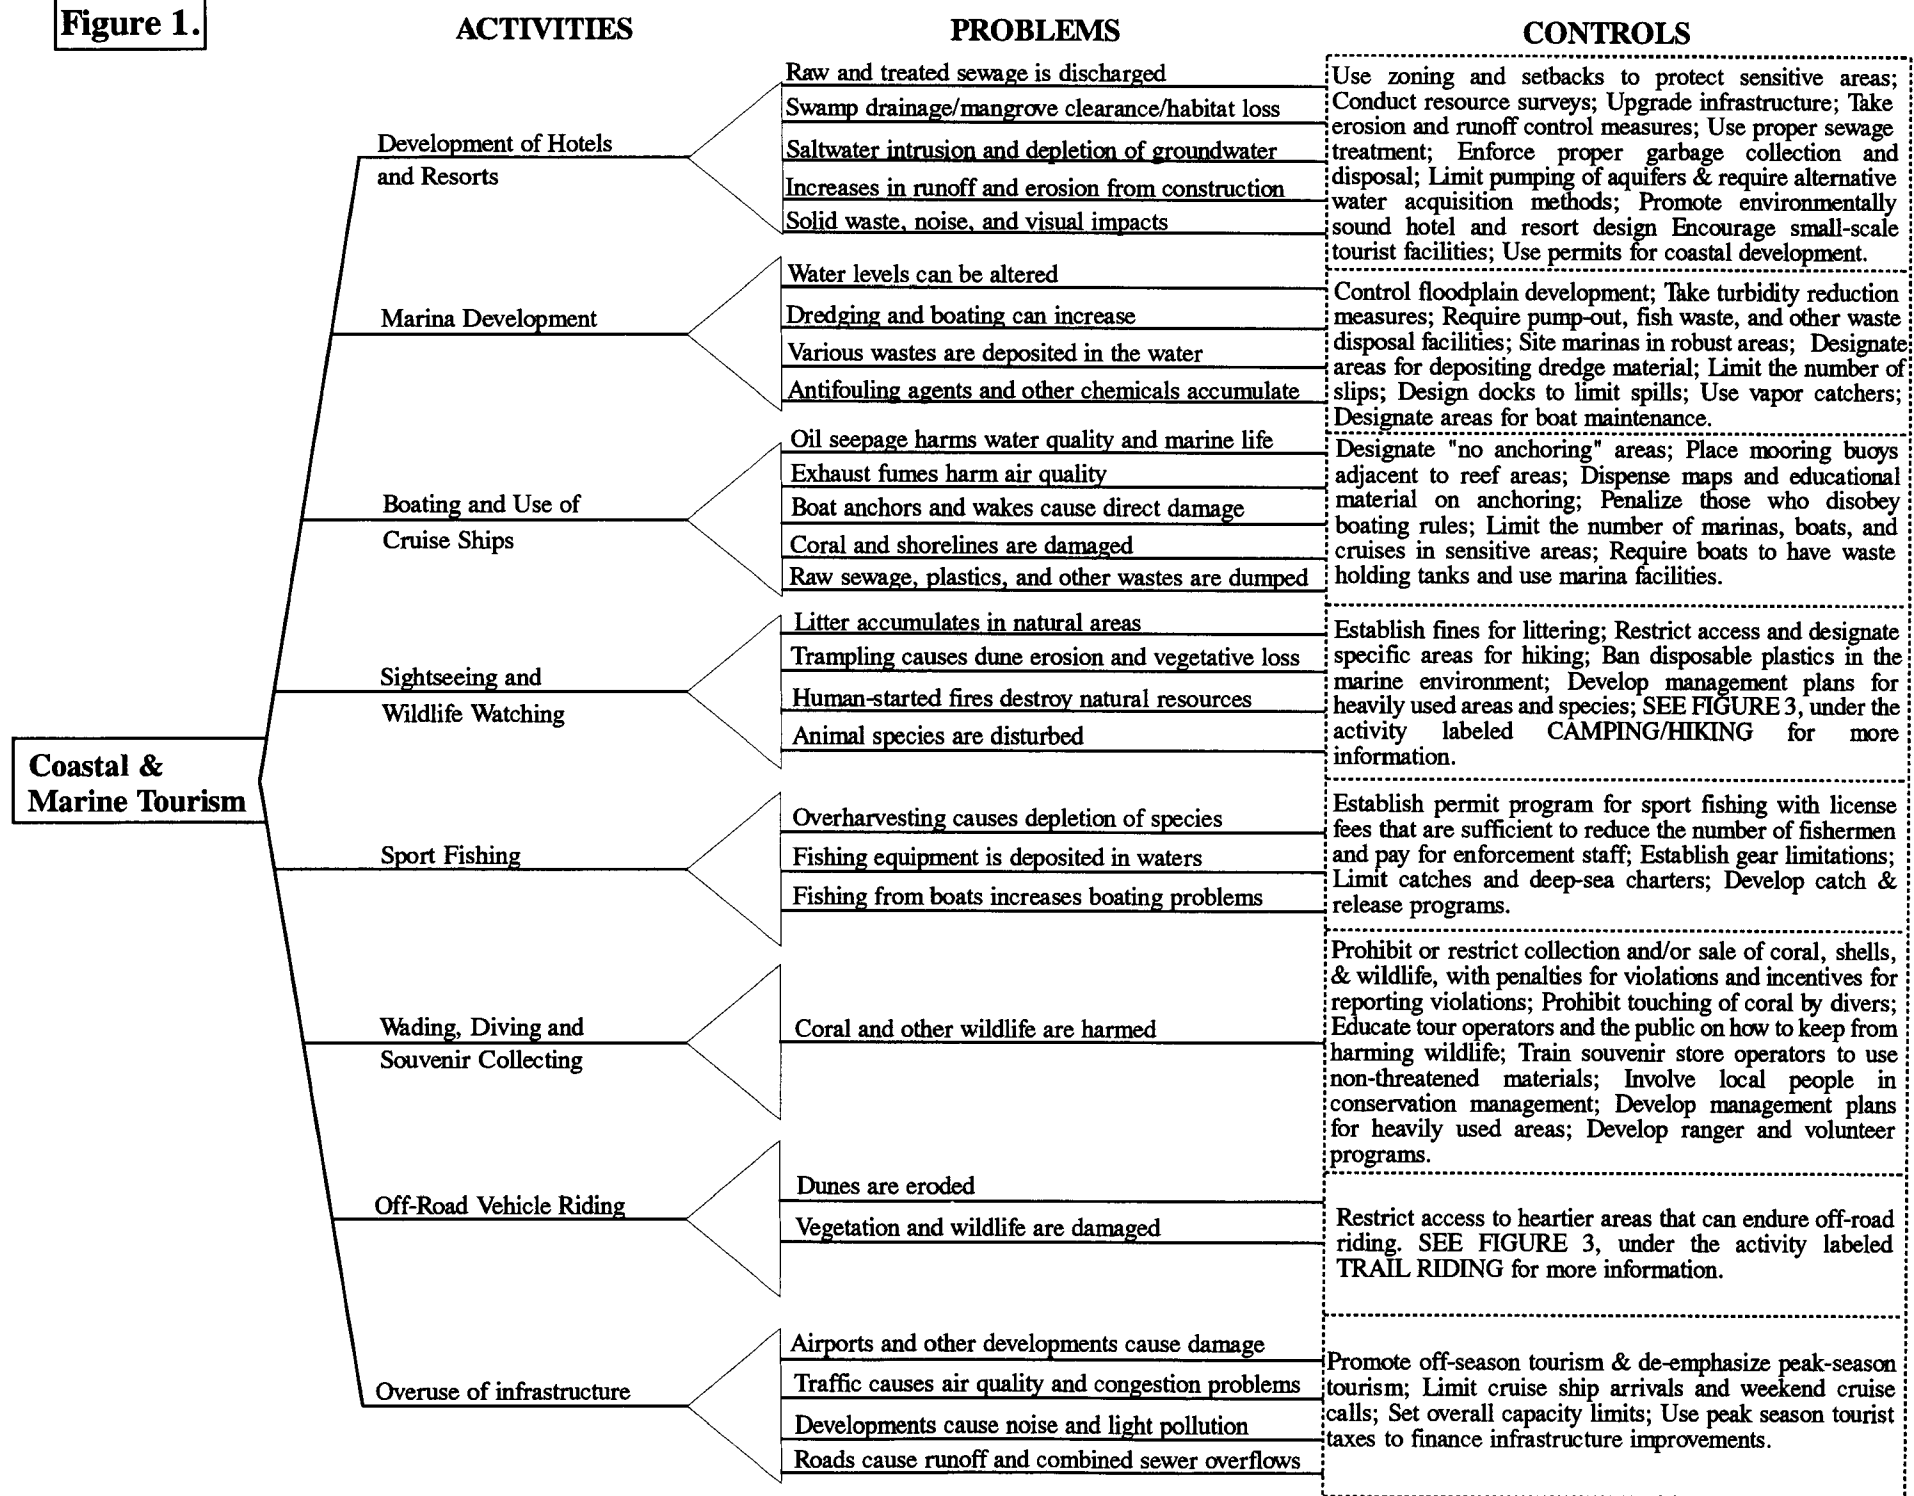 Figure 1.
ACTIVITIES
PROBLEMS
CONTROLS
Coastal &
Marine Tourism
Development of Hotels
and Resorts
Raw and treated sewage is discharged
Swamp drainage/mangrove clearance/habitat loss
Saltwater intrusion and depletion of groundwater
Increases in runoff and erosion from construction
Solid waste, noise, and visual impacts
Use zoning and setbacks to protect sensitive areas;
Conduct resource surveys; Upgrade infrastructure; Take
erosion and runoff control measures; Use proper sewage
treatment; Enforce proper garbage collection and
disposal; Limit pumping of aquifers & require alternative
water acquisition methods; Promote environmentally
sound hotel and resort design Encourage small-scale
tourist facilities; Use permits for coastal development.
Marina Development
Water levels can be altered
Dredging and boating can increase
Various wastes are deposited in the water
Antifouling agents and other chemicals accumulate
Control floodplain development; Take turbidity reduction
measures; Require pump-out, fish waste, and other waste
disposal facilities; Site marinas in robust areas; Designate
areas for depositing dredge material; Limit the number of
slips; Design docks to limit spills; Use vapor catchers;
Designate areas for boat maintenance.
Boating and Use of
Cruise Ships
Oil seepage harms water quality and marine life
Exhaust fumes harm air quality
Boat anchors and wakes cause direct damage
Coral and shorelines are damaged
Raw sewage, plastics, and other wastes are dumped
Designate "no anchoring" areas; Place mooring buoys
adjacent to reef areas; Dispense maps and educational
material on anchoring; Penalize those who disobey
boating rules; Limit the number of marinas, boats, and
cruises in sensitive areas; Require boats to have waste
holding tanks and use marina facilities.
Sightseeing and
Wildlife Watching
Litter accumulates in natural areas
Trampling causes dune erosion and vegetative loss
Human-started fires destroy natural resources
Animal species are disturbed
Establish fines for littering; Restrict access and designate
specific areas for hiking; Ban disposable plastics in the
marine environment; Develop management plans for
heavily used areas and species; SEE FIGURE 3, under the
activity labeled CAMPING/HIKING for more
information.
Sport Fishing
Overharvesting causes depletion of species
Fishing equipment is deposited in waters
Fishing from boats increases boating problems
Establish permit program for sport fishing with license
fees that are sufficient to reduce the number of fishermen
and pay for enforcement staff; Establish gear limitations;
Limit catches and deep-sea charters; Develop catch &
release programs.
Wading, Diving and
Souvenir Collecting
Coral and other wildlife are harmed
Prohibit or restrict collection and/or sale of coral, shells,
& wildlife, with penalties for violations and incentives for
reporting violations; Prohibit touching of coral by divers;
Educate tour operators and the public on how to keep from
harming wildlife; Train souvenir store operators to use
non-threatened materials; Involve local people in
conservation management; Develop management plans
for heavily used areas; Develop ranger and volunteer
programs.
Off-Road Vehicle Riding
Dunes are eroded
Vegetation and wildlife are damaged
Restrict access to heartier areas that can endure off-road
riding. SEE FIGURE 3, under the activity labeled
TRAIL RIDING for more information.
Overuse of infrastructure
Airports and other developments cause damage
Traffic causes air quality and congestion problems
Developments cause noise and light pollution
Roads cause runoff and combined sewer overflows
Promote off-season tourism & de-emphasize peak-season
tourism; Limit cruise ship arrivals and weekend cruise
calls; Set overall capacity limits; Use peak season tourist
taxes to finance infrastructure improvements.